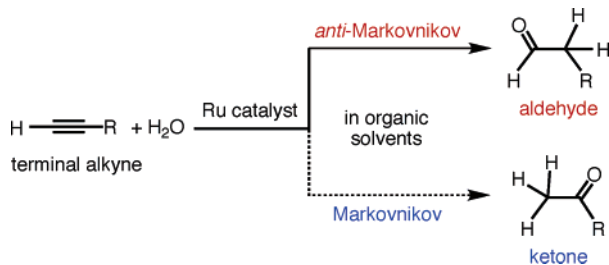 anti-Markovnikov
O
H
H
H
R
aldehyde
H
R
+ H₂O
Ru catalyst
in organic
solvents
terminal alkyne
H
H
H
O
R
Markovnikov
ketone